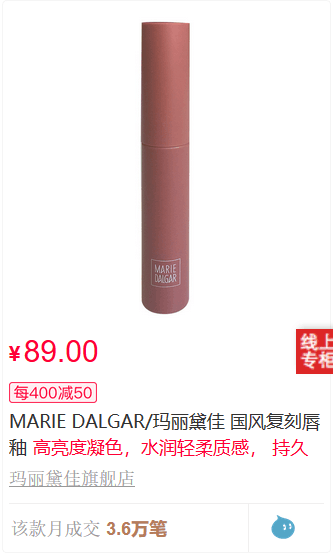 MARIE
DALGAR
¥89.00
线上
专柜
每400减50
MARIE DALGAR/玛丽黛佳 国风复刻唇
釉 高亮度凝色，水润轻柔质感， 持久
玛丽黛佳旗舰店
该款月成交 3.6万笔